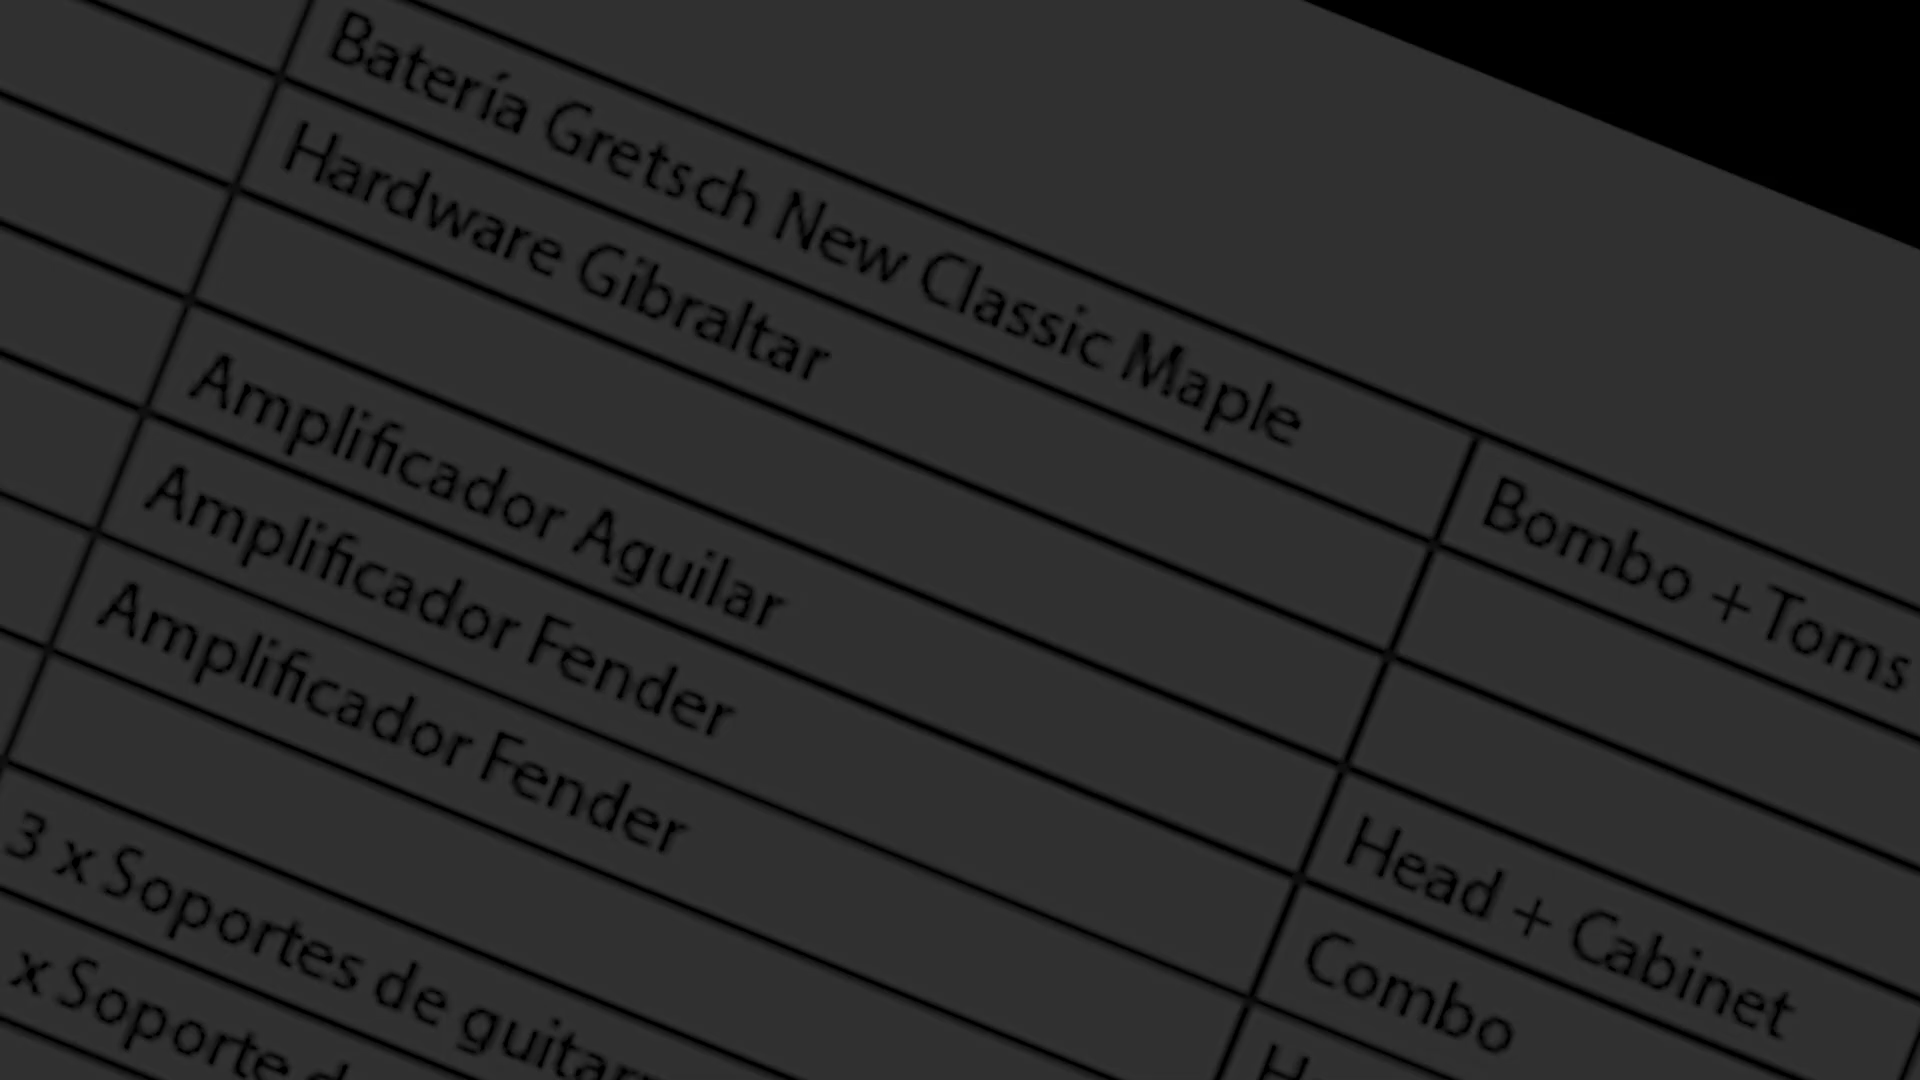 Batería Gretsch New Classic Maple
Bombo + Toms
Hardware Gibraltar
Amplificador Aguilar
Head + Cabinet
Amplificador Fender
Combo
Amplificador Fender
3 x Soportes de
x Soporte